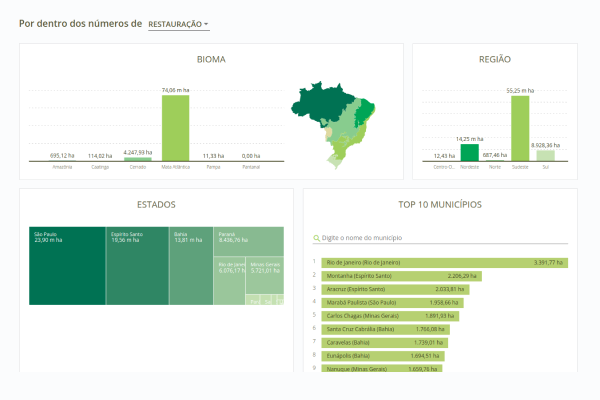 Por dentro dos números de RESTAURAÇÃO
BIOMA
74,06 m ha
4.247,93 ha
695,12 ha
114,02 ha
11,33 ha
0,00 ha
Amazônia
Caatinga
Cerrado
Mata Atlântica
Pampa
Pantanal
REGIÃO
55,25 m ha
14,25 m ha
8.928,36 ha
687,46 ha
12,43 ha
Centro-O...
Nordeste
Norte
Sudeste
Sul
ESTADOS
São Paulo
23,90 m ha
Espírito Santo
19,56 m ha
Bahia
13,81 m ha
Paraná
8.436,76 ha
Rio de Janeir
6.076,17 h
Minas Gerais
5.721,01 ha
TOP 10 MUNICÍPIOS
Digite o nome do município
1 Rio de Janeiro (Rio de Janeiro) 3.391,77 ha
2 Montanha (Espírito Santo) 2.206,29 ha
3 Aracruz (Espírito Santo) 2.033,81 ha
4 Marabá Paulista (São Paulo) 1.958,66 ha
5 Carlos Chagas (Minas Gerais) 1.891,93 ha
6 Santa Cruz Cabrália (Bahia) 1.766,08 ha
7 Caravelas (Bahia) 1.739,01 ha
8 Eunápolis (Bahia) 1.694,51 ha
9 Nanuque (Minas Gerais) 1.659,76 ha